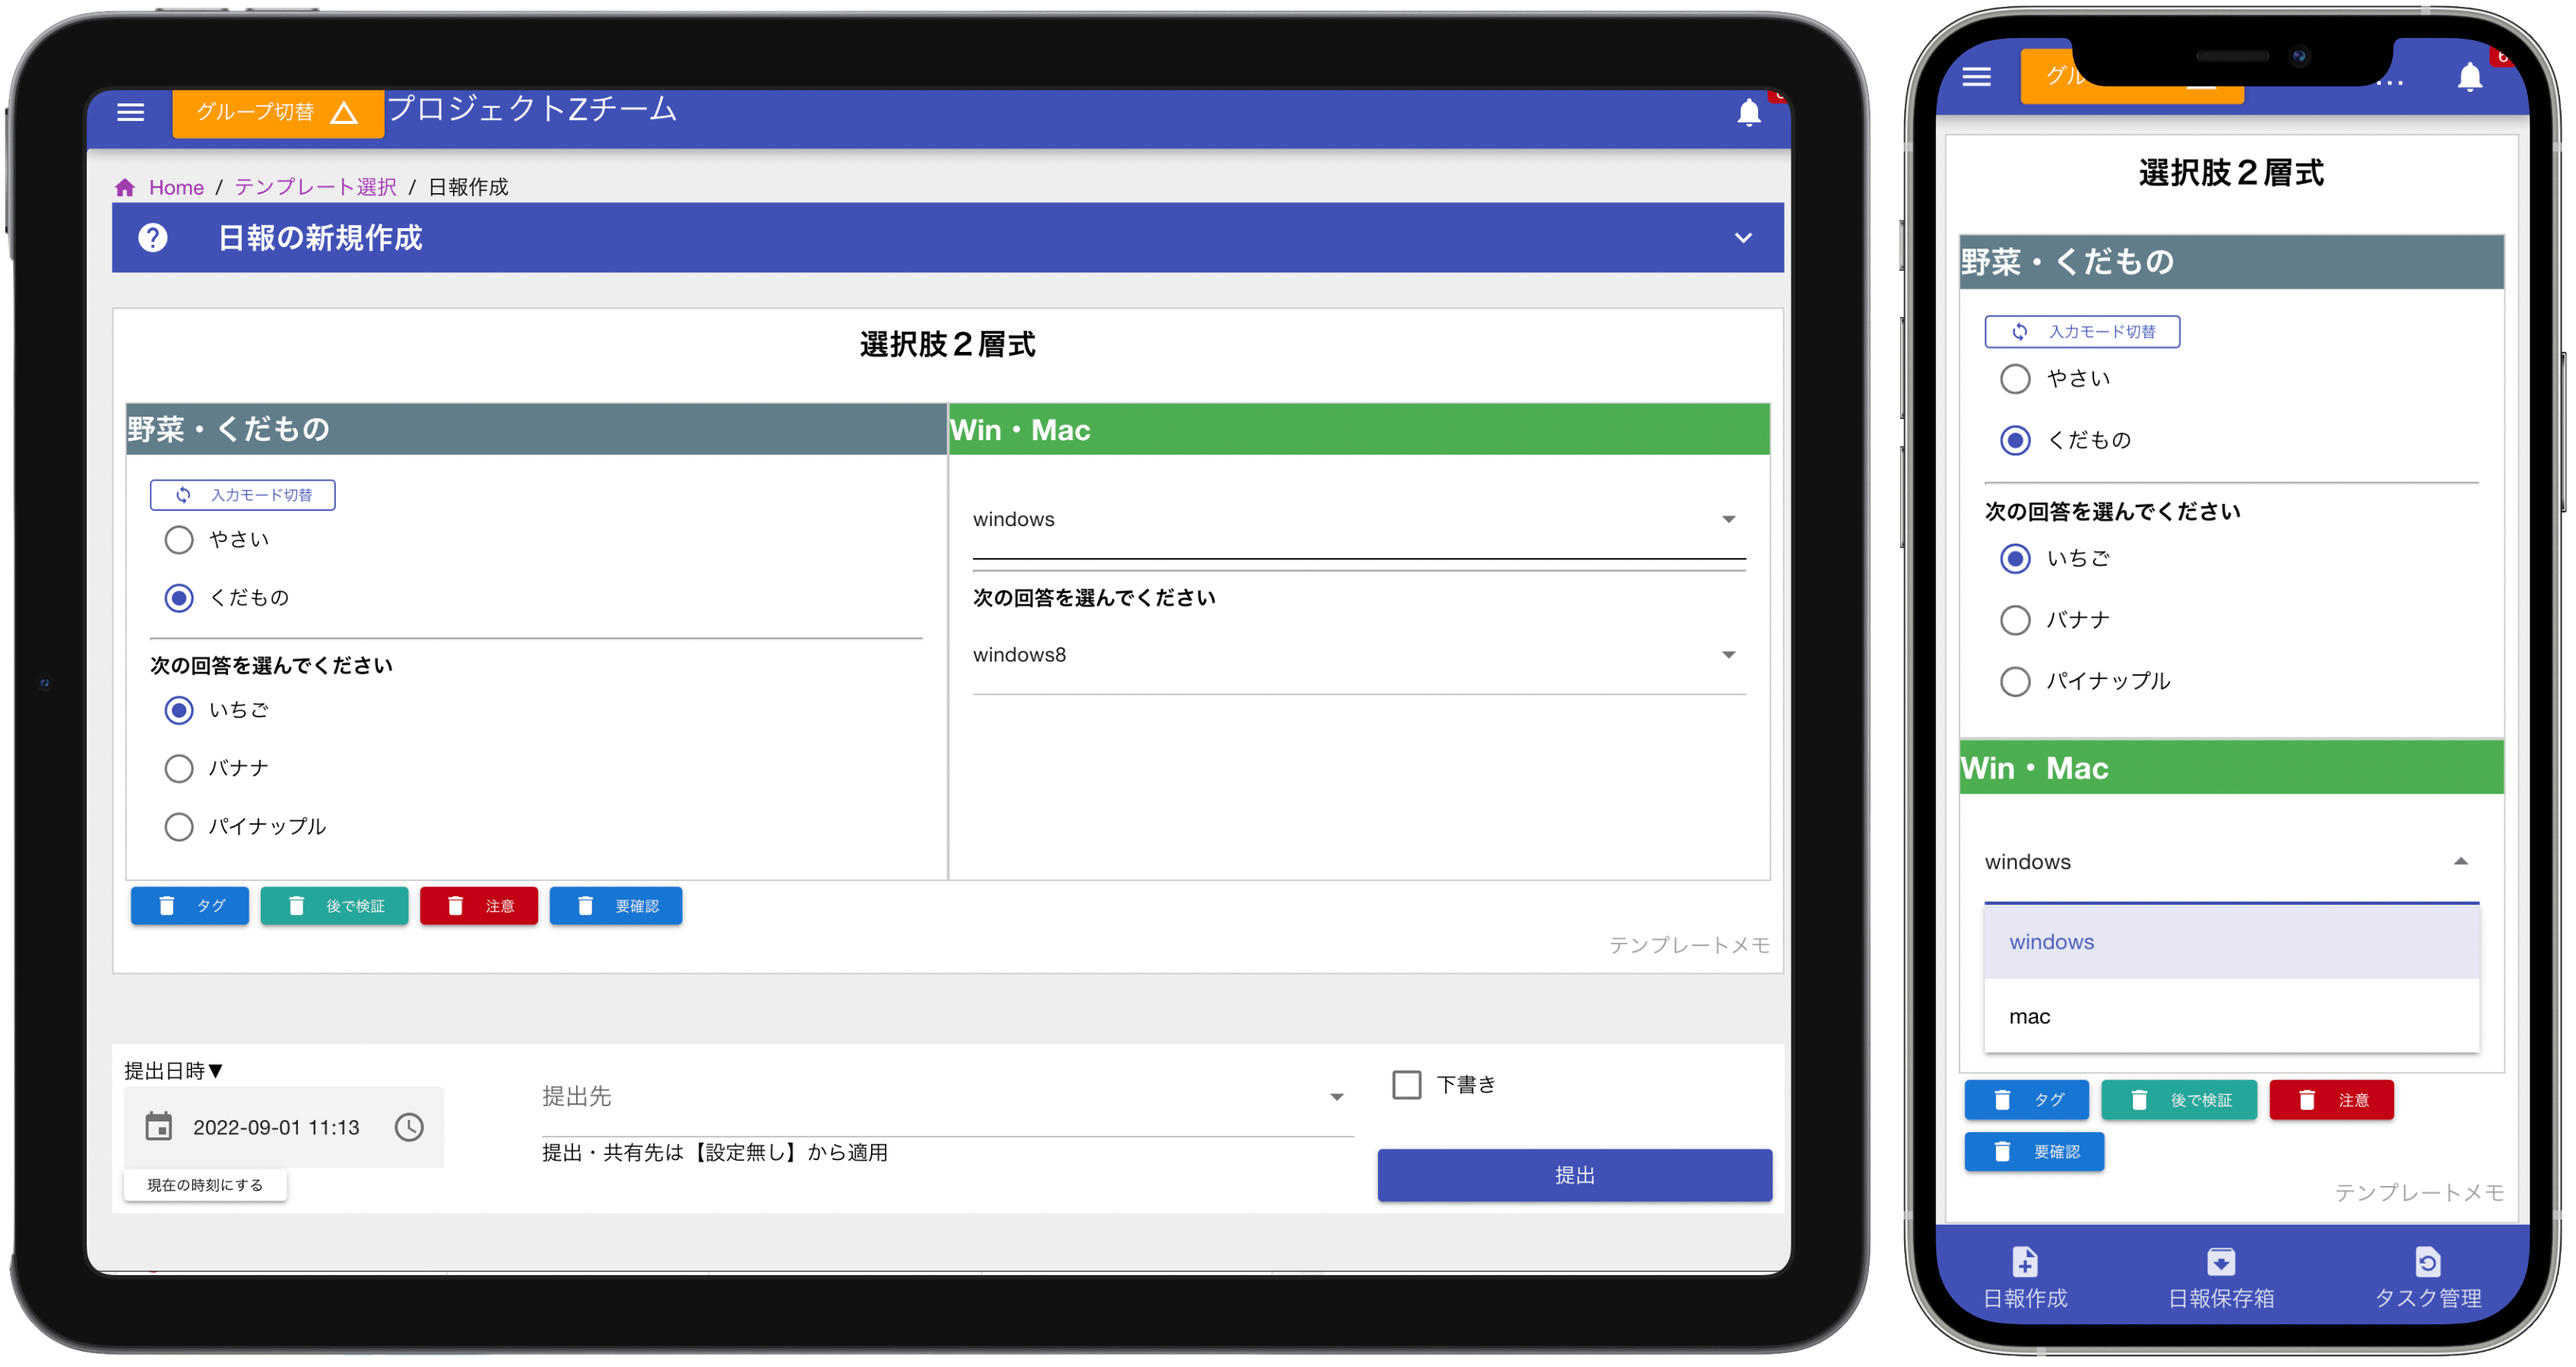 グループ切替
プロジェクトZチーム
Home / テンプレート選択 / 日報作成
日報の新規作成
選択肢２層式
野菜・くだもの
入力モード切替
やさい
くだもの
次の回答を選んでください
いちご
バナナ
パイナップル
Win・Mac
windows
次の回答を選んでください
windows8
タグ
後で検証
注意
要確認
テンプレートメモ
提出日時▼
2022-09-01 11:13
現在の時刻にする
提出先
提出・共有先は【設定無し】から適用
下書き
提出
グル
...
選択肢２層式
野菜・くだもの
入力モード切替
やさい
くだもの
次の回答を選んでください
いちご
バナナ
パイナップル
Win・Mac
windows
windows
mac
タグ
後で検証
注意
要確認
テンプレートメモ
日報作成
日報保存箱
タスク管理